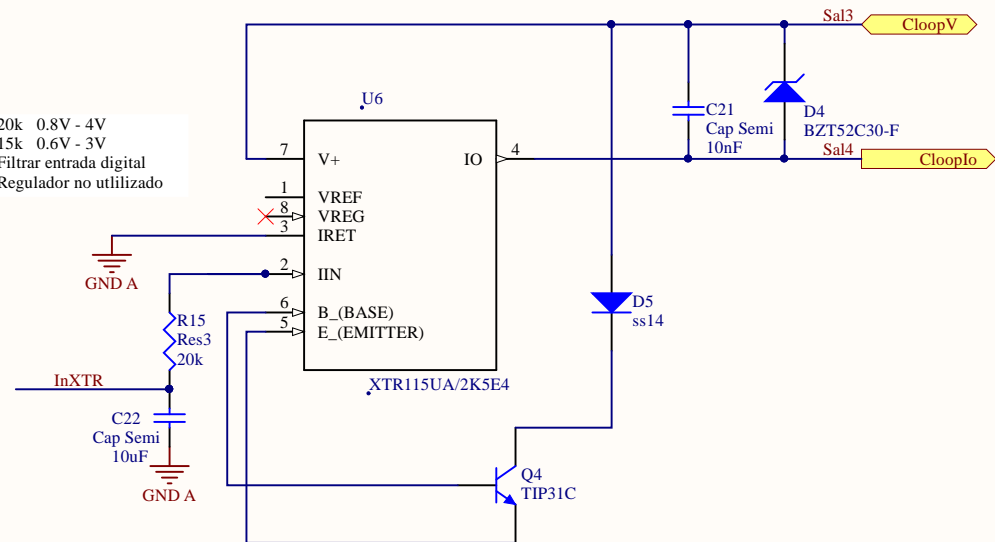 Sal3
CloopV
U6
20k 0.8V - 4V
15k 0.6V - 3V
Filtrar entrada digital
Regulador no utlilizado
C21
Cap Semi
10nF
D4
BZT52C30-F
7
V+
IO
4
Sal4
CloopIo
1
VREF
8
VREG
3
IRET
GND A
2
IIN
6
B_(BASE)
5
E_(EMITTER)
R15
Res3
20k
D5
ss14
XTR115UA/2K5E4
InXTR
C22
Cap Semi
10uF
GND A
Q4
TIP31C